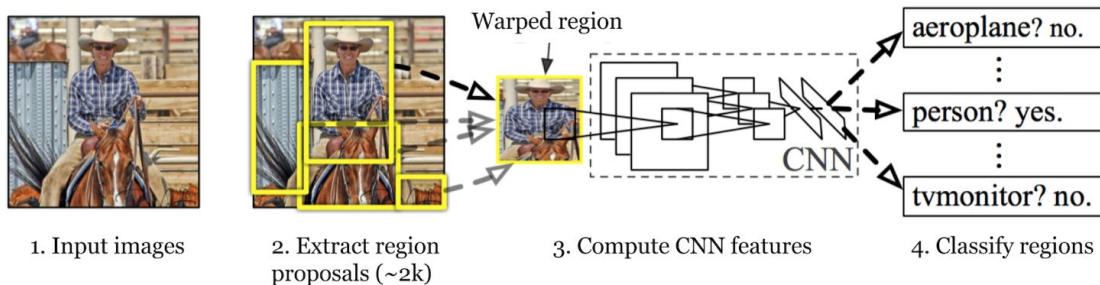 Warped region
aeroplane? no.
⋮
person? yes.
⋮
tvmonitor? no.
CNN
1. Input images
2. Extract region
proposals (~2k)
3. Compute CNN features
4. Classify regions